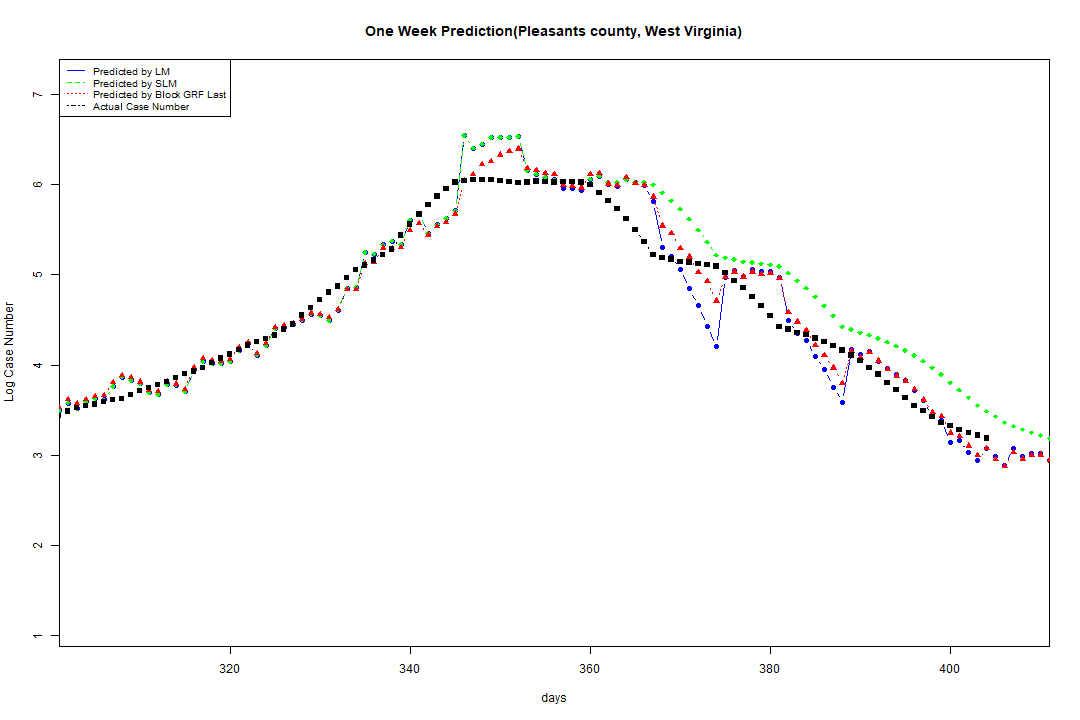 One Week Prediction(Pleasants county, West Virginia)
Predicted by LM
Predicted by SLM
Predicted by Block GRF Last
Actual Case Number
7
6
5
4
3
2
1
Log Case Number
320 340 360 380 400
days